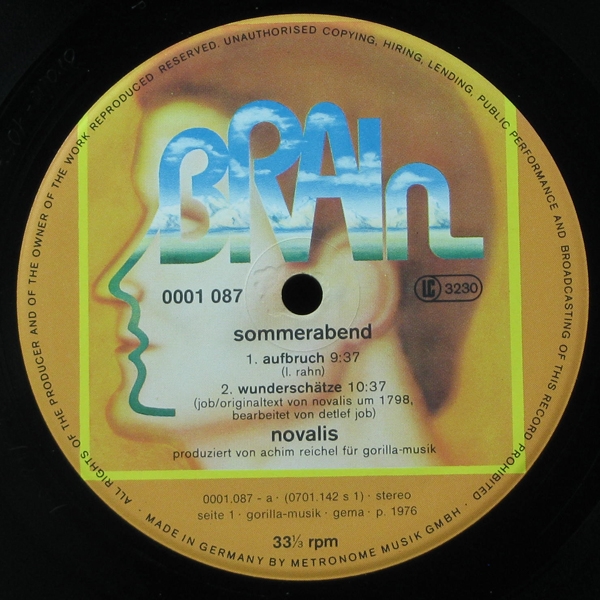 ALL RIGHTS OF THE PRODUCER AND OF THE OWNER OF THE WORK REPRODUCED RESERVED. UNAUTHORISED COPYING, HIRING, LENDING, PUBLIC PERFORMANCE AND BROADCASTING OF THIS RECORD PROHIBITED
BRAIn
0001 087
LC 3230
sommerabend
1. aufbruch 9:37
(l. rahn)
2. wunderschätze 10:37
(job/originaltext von novalis um 1798,
bearbeitet von detlef job)
novalis
produziert von achim reichel für gorilla-musik
0001.087 - a · (0701.142 s 1) · stereo
seite 1 · gorilla-musik · gema · p. 1976
33⅓ rpm
· MADE IN GERMANY BY METRONOME MUSIK GMBH ·